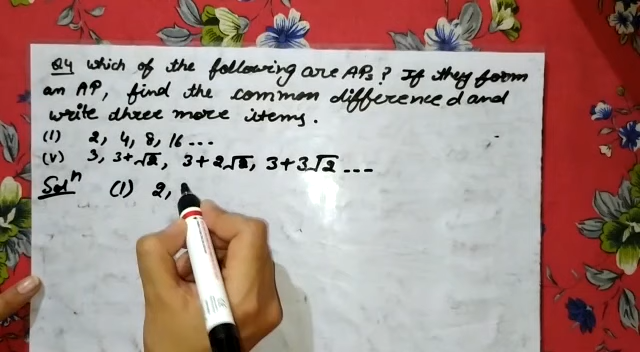 Q4 Which of the following are APs? If they form
an AP, find the common difference d and
write three more items.
(I) 2, 4, 8, 16 ...
(V) 3, 3+√2, 3+2√2, 3+3√2 ...
Solⁿ (I) 2,